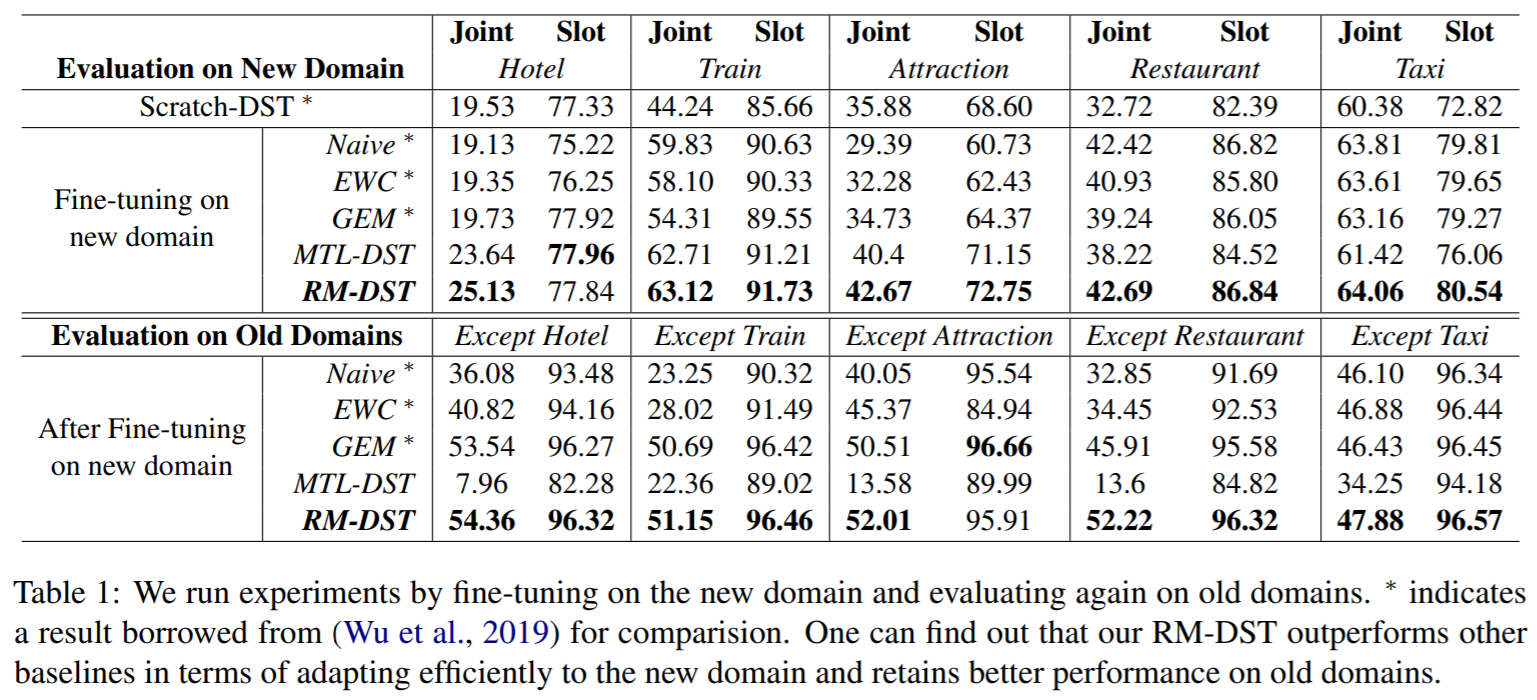 Joint Slot Joint Slot Joint Slot Joint Slot Joint Slot
Evaluation on New Domain Hotel Train Attraction Restaurant Taxi
Scratch-DST * 19.53 77.33 44.24 85.66 35.88 68.60 32.72 82.39 60.38 72.82
Fine-tuning on new domain
Naive * 19.13 75.22 59.83 90.63 29.39 60.73 42.42 86.82 63.81 79.81
EWC * 19.35 76.25 58.10 90.33 32.28 62.43 40.93 85.80 63.61 79.65
GEM * 19.73 77.92 54.31 89.55 34.73 64.37 39.24 86.05 63.16 79.27
MTL-DST 23.64 77.96 62.71 91.21 40.4 71.15 38.22 84.52 61.42 76.06
RM-DST 25.13 77.84 63.12 91.73 42.67 72.75 42.69 86.84 64.06 80.54
Evaluation on Old Domains Except Hotel Except Train Except Attraction Except Restaurant Except Taxi
After Fine-tuning on new domain
Naive * 36.08 93.48 23.25 90.32 40.05 95.54 32.85 91.69 46.10 96.34
EWC * 40.82 94.16 28.02 91.49 45.37 84.94 34.45 92.53 46.88 96.44
GEM * 53.54 96.27 50.69 96.42 50.51 96.66 45.91 95.58 46.43 96.45
MTL-DST 7.96 82.28 22.36 89.02 13.58 89.99 13.6 84.82 34.25 94.18
RM-DST 54.36 96.32 51.15 96.46 52.01 95.91 52.22 96.32 47.88 96.57
Table 1: We run experiments by fine-tuning on the new domain and evaluating again on old domains. * indicates
a result borrowed from (Wu et al., 2019) for comparision. One can find out that our RM-DST outperforms other
baselines in terms of adapting efficiently to the new domain and retains better performance on old domains.